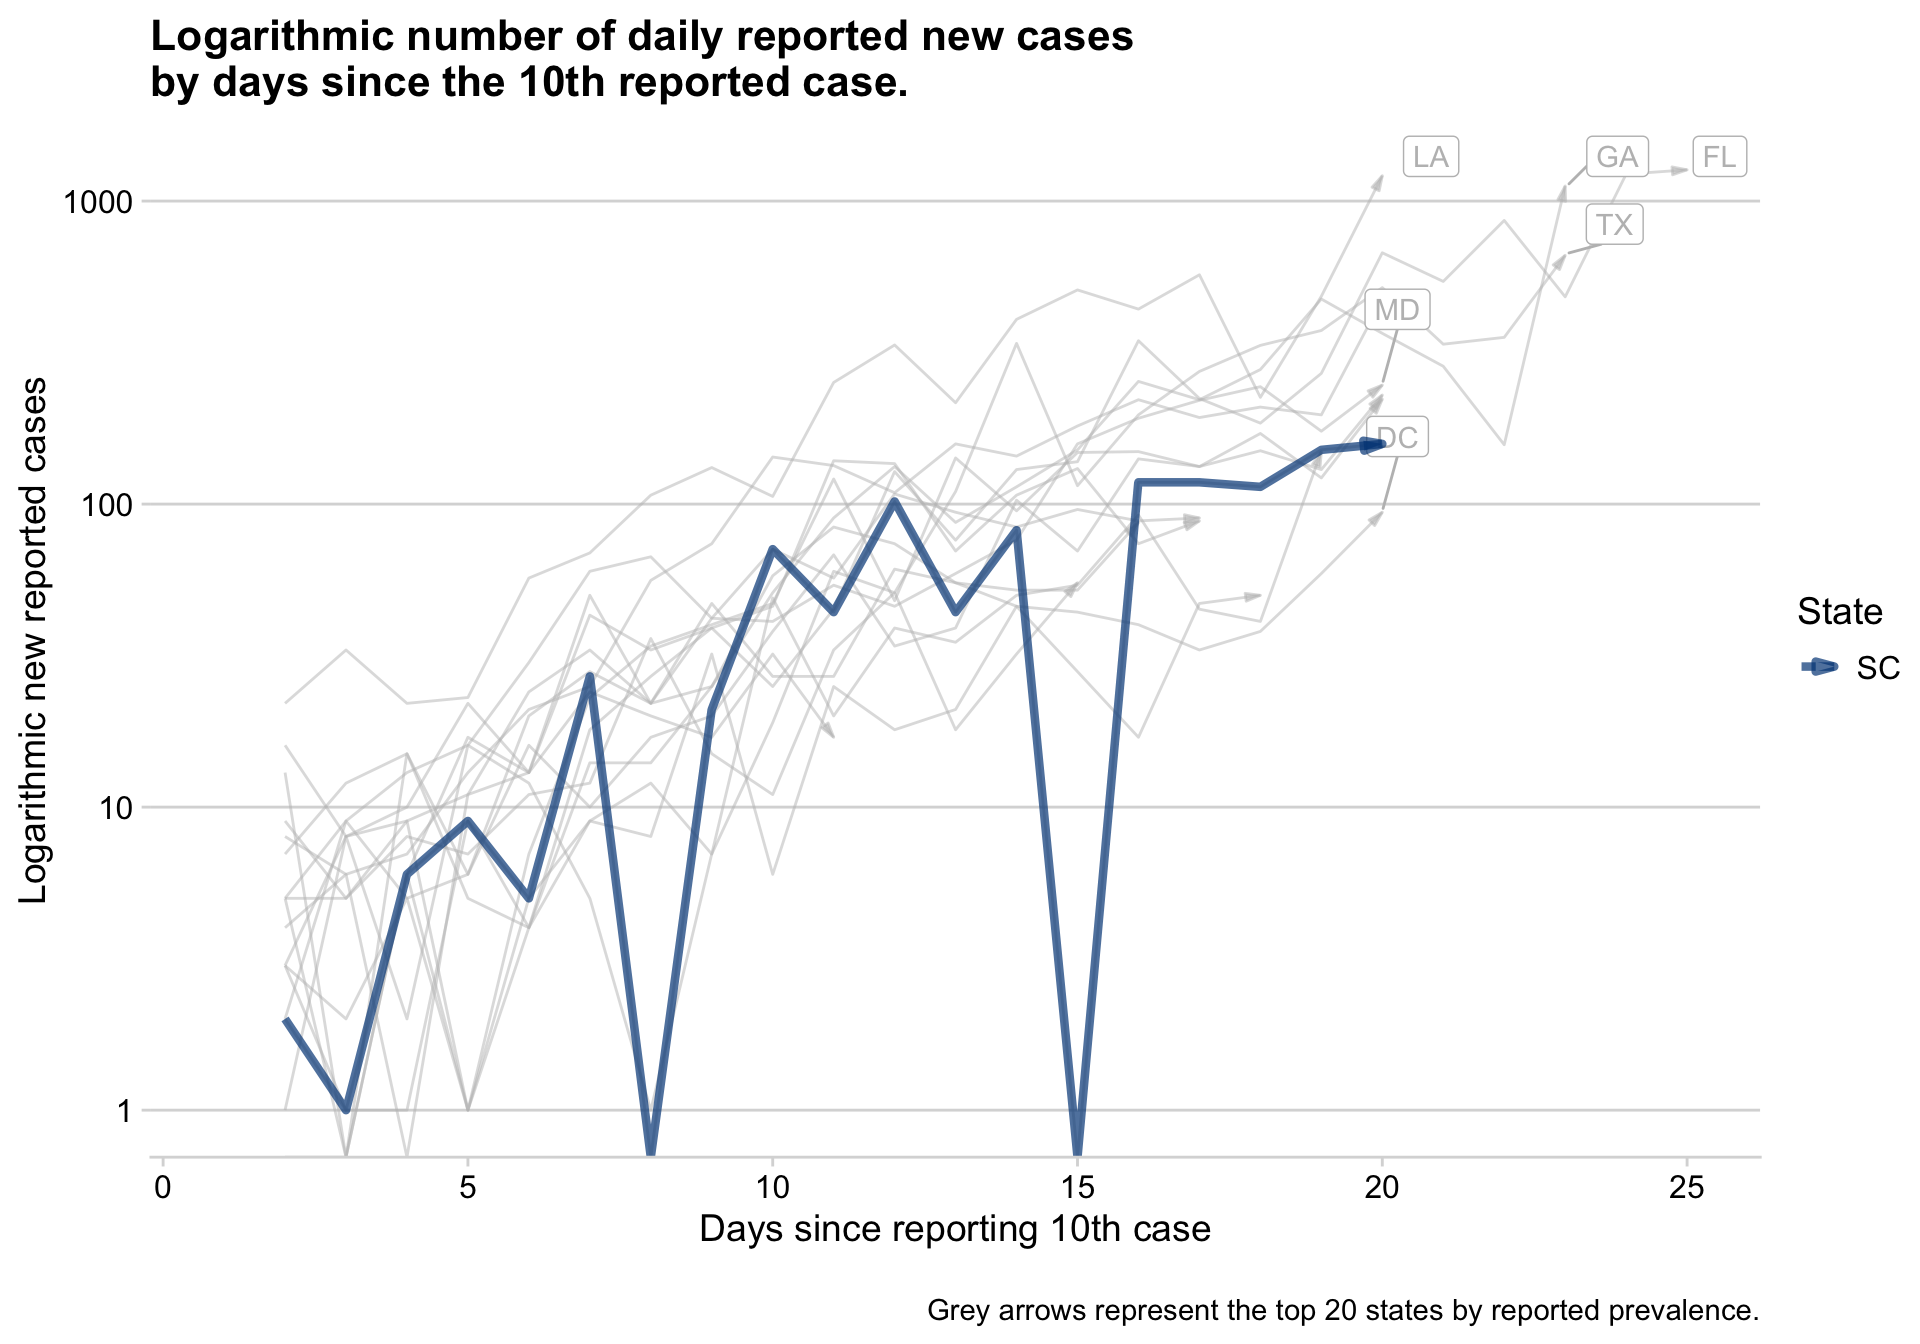 Logarithmic number of daily reported new cases
by days since the 10th reported case.
LA
GA
FL
TX
MD
DC
1000
100
10
1
Logarithmic new reported cases
0
5
10
15
20
25
Days since reporting 10th case
State
SC
Grey arrows represent the top 20 states by reported prevalence.